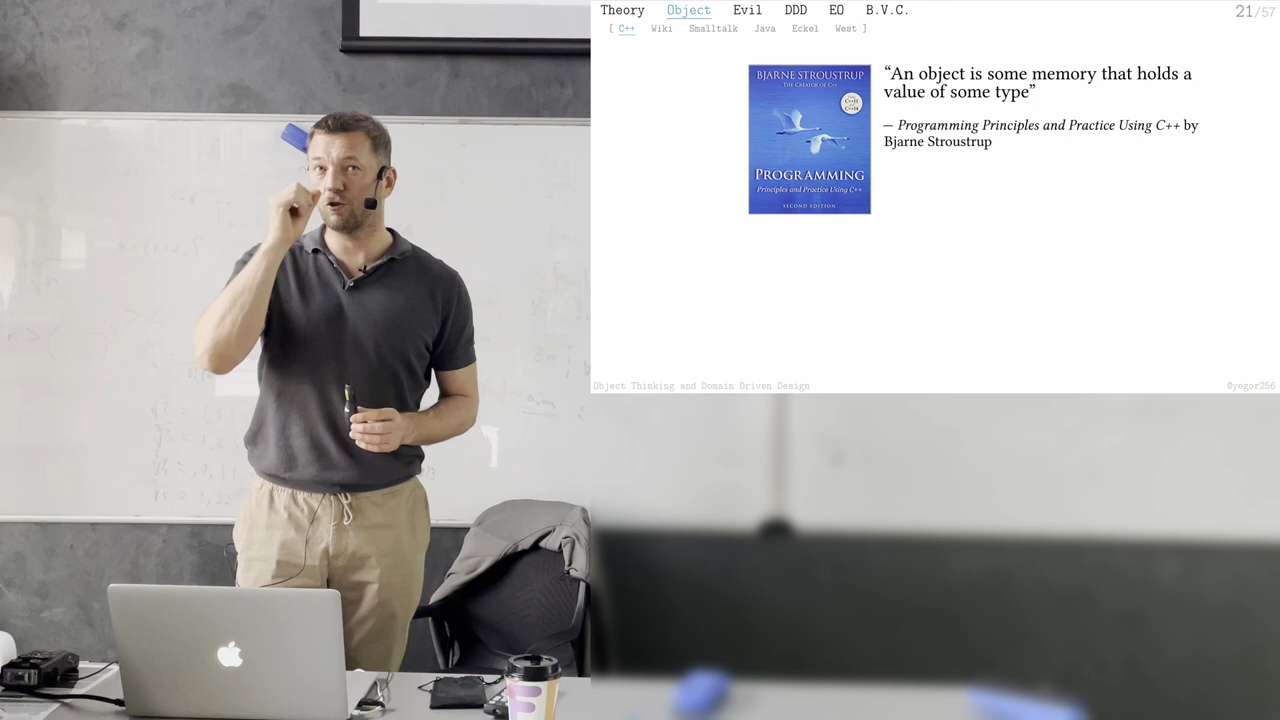 Theory Object Evil DDD EO B.V.C.
21/57
[ C++ Wiki Smalltalk Java Eckel West ]
BJARNE STROUSTRUP
THE CREATOR OF C++
C++11
C++14
PROGRAMMING
Principles and Practice Using C++
SECOND EDITION
“An object is some memory that holds a
value of some type”
— Programming Principles and Practice Using C++ by
Bjarne Stroustrup
Object Thinking and Domain Driven Design
@yegor256